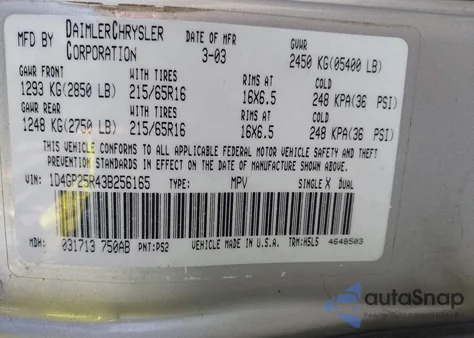 MFD BY DAIMLERCHRYSLER CORPORATION DATE OF MFR 3-03 GVWR 2450 KG(05400 LB)
GAWR FRONT WITH TIRES RIMS AT COLD
1293 KG(2850 LB) 215/65R16 16X6.5 248 KPA(36 PSI)
GAWR REAR WITH TIRES RIMS AT COLD
1248 KG(2750 LB) 215/65R16 16X6.5 248 KPA(36 PSI)
THIS VEHICLE CONFORMS TO ALL APPLICABLE FEDERAL MOTOR VEHICLE SAFETY AND THEFT
PREVENTION STANDARDS IN EFFECT ON THE DATE OF MANUFACTURE SHOWN ABOVE.
VIN: 1D4GP25R43B256165 TYPE: MPV SINGLE X DUAL
MDH: 031713 750AB PNT: PS2 VEHICLE MADE IN U.S.A. TRM: H5L5 4648503
autoSnap